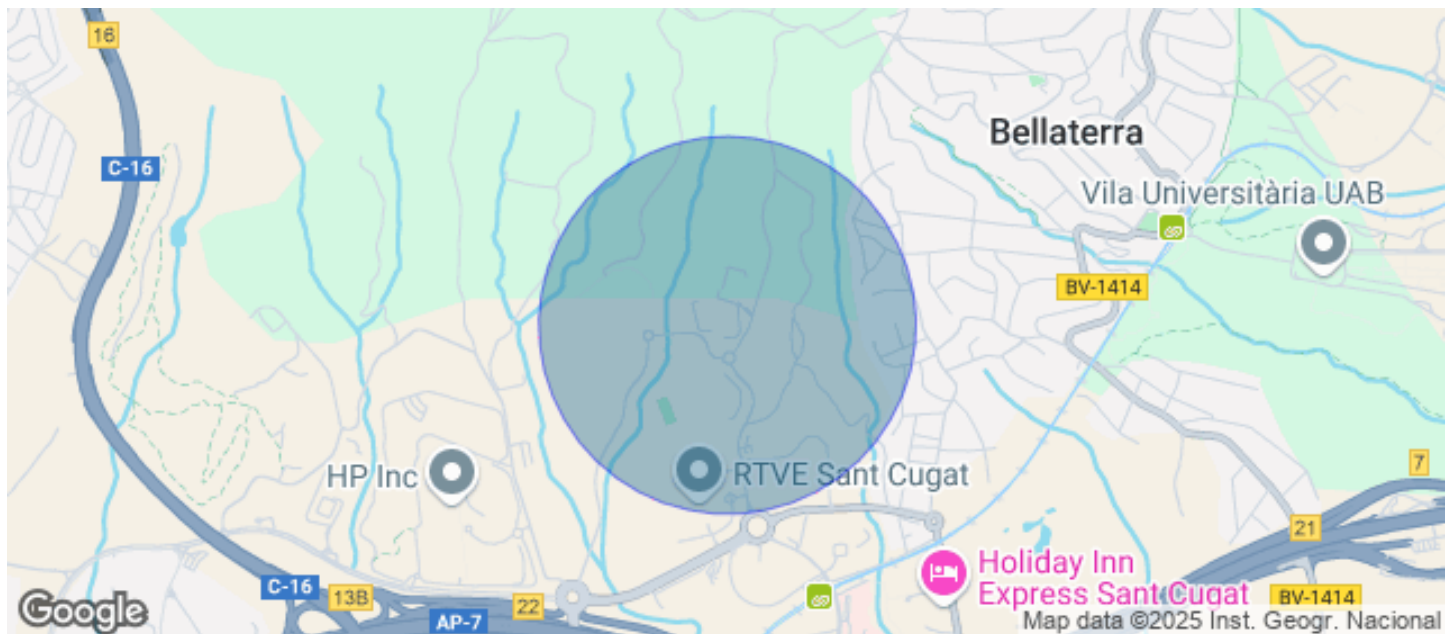 16
C-16
Bellaterra
Vila Universitària UAB
BV-1414
HP Inc
RTVE Sant Cugat
7
21
Holiday Inn
Express Sant Cugat
C-16
13B
22
AP-7
BV-1414
Google
Map data ©2025 Inst. Geogr. Nacional